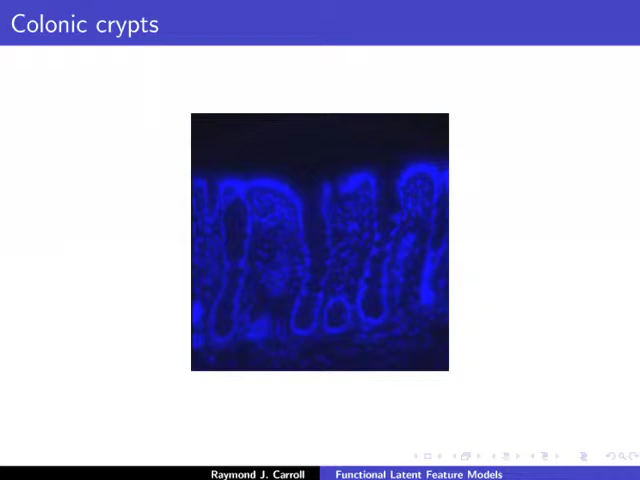 Colonic crypts
Raymond J. Carroll
Functional Latent Feature Models